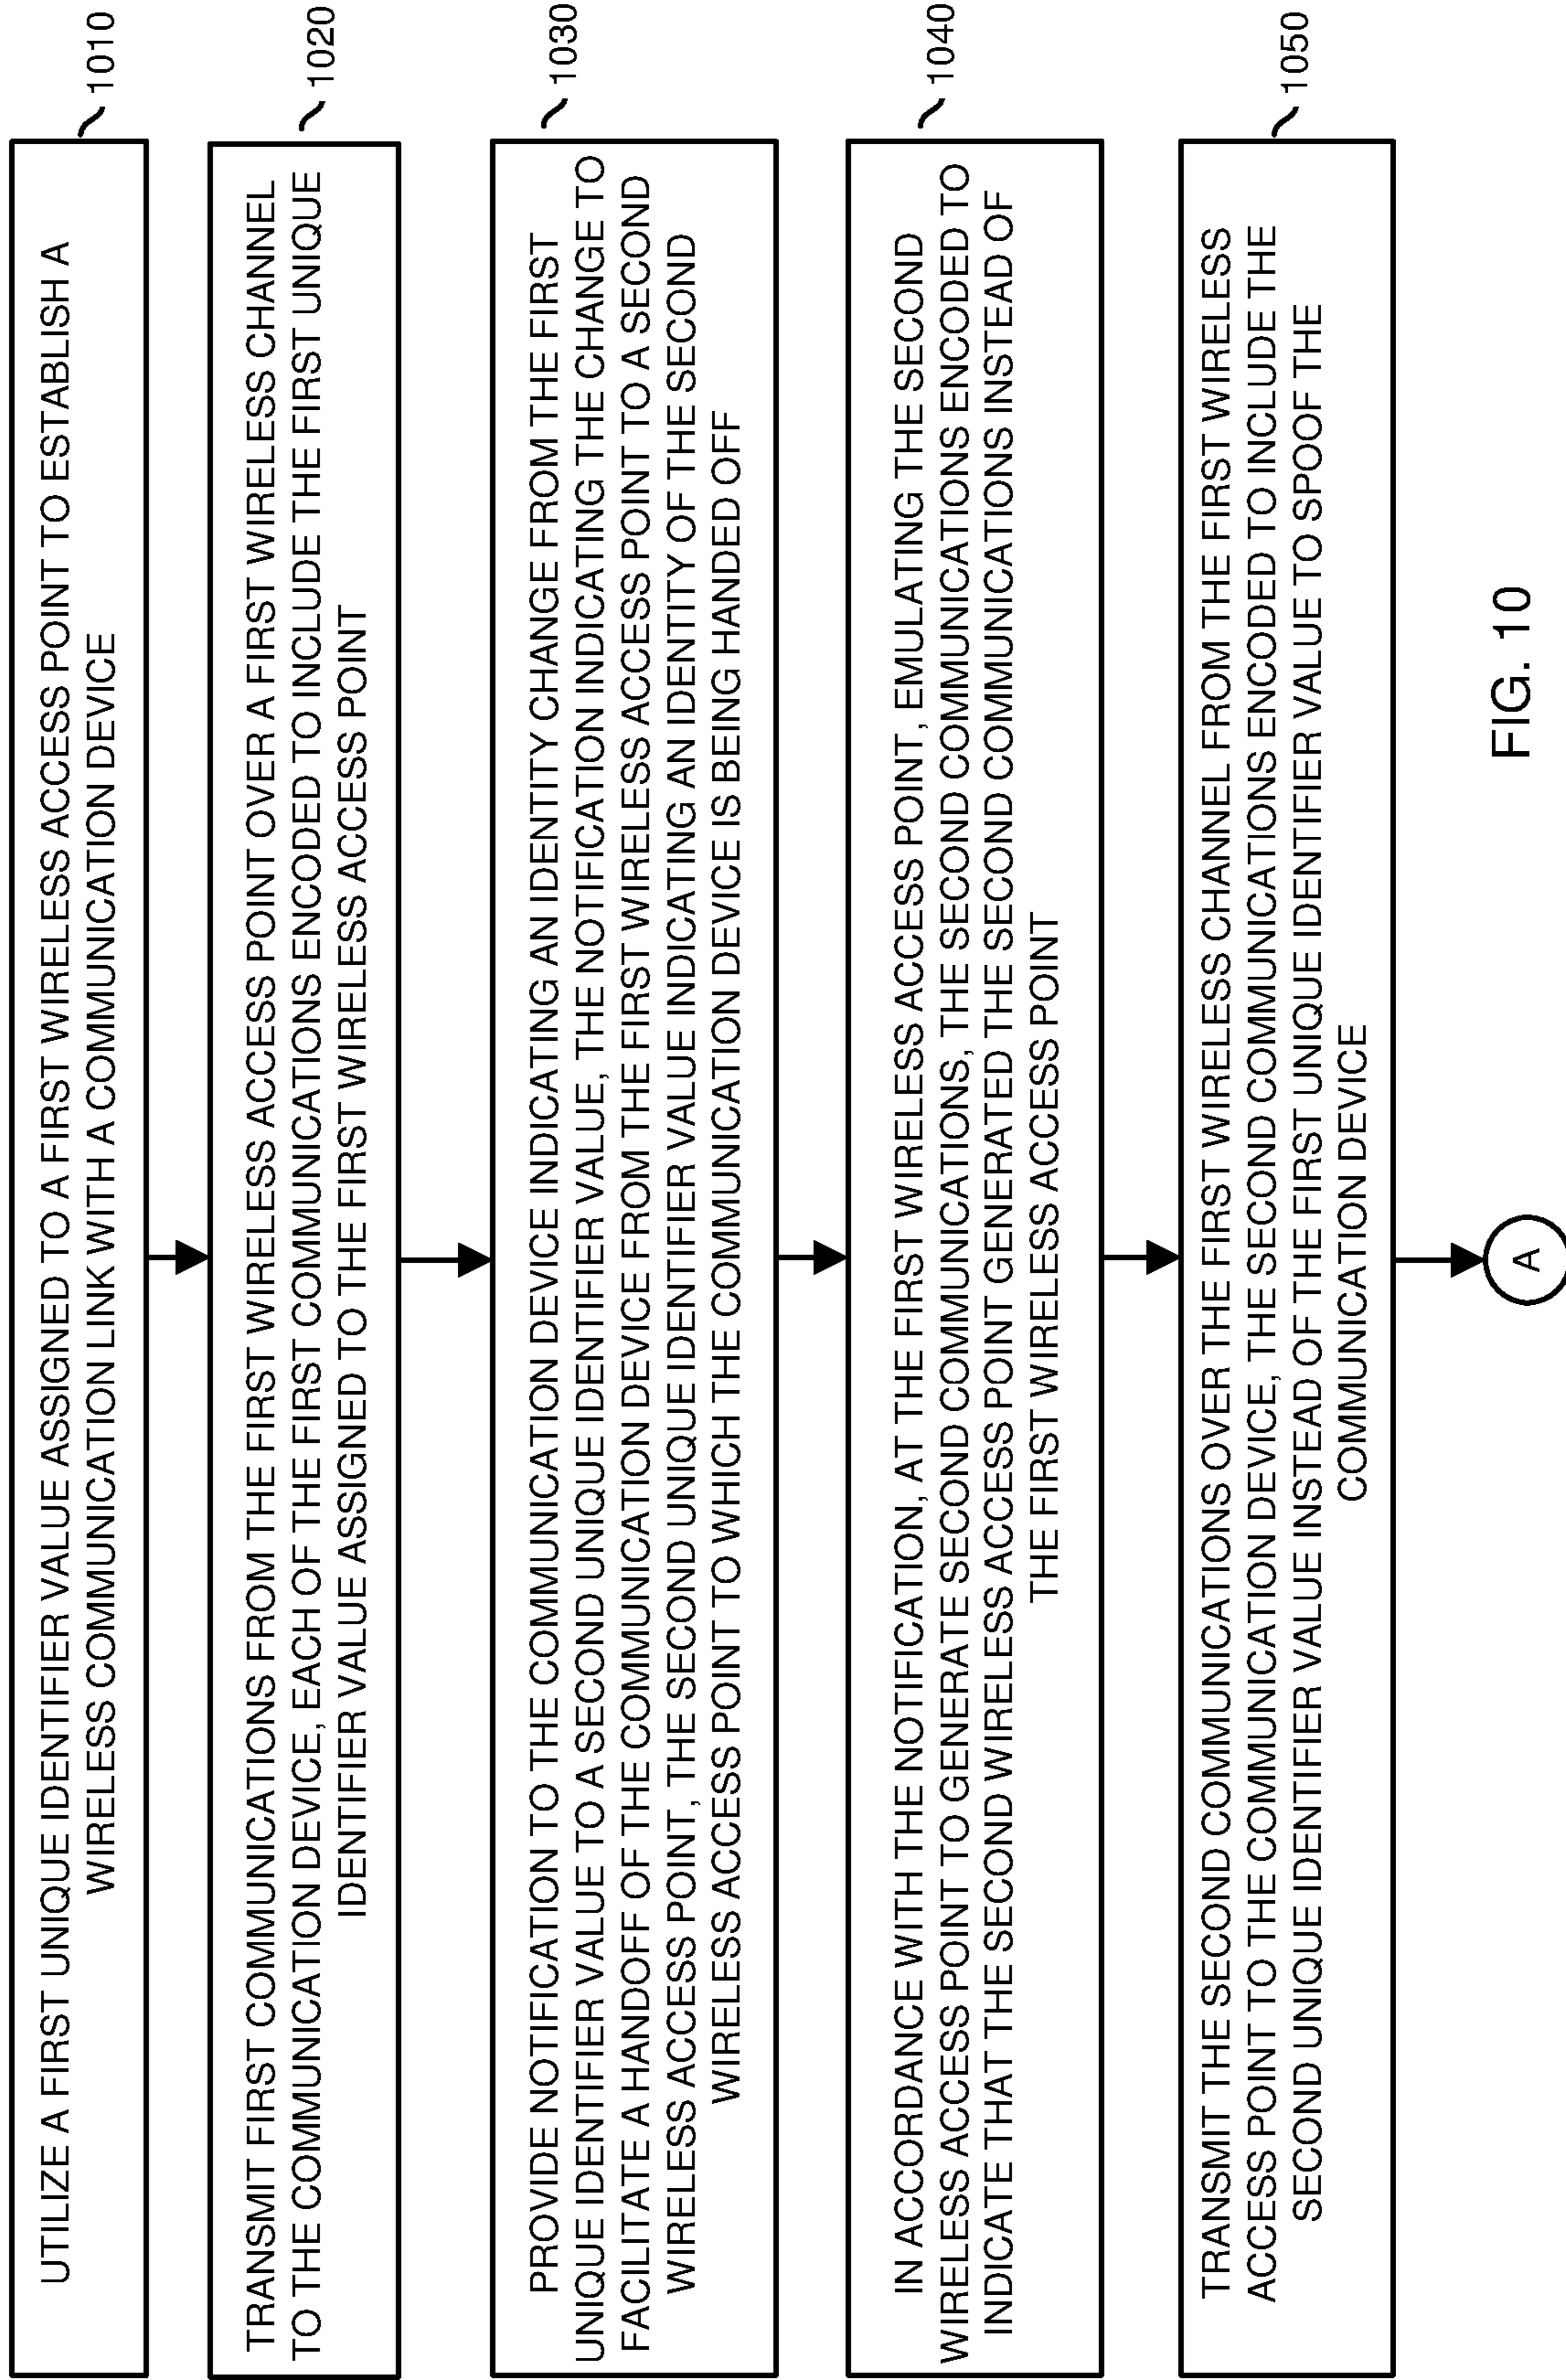 UTILIZE A FIRST UNIQUE IDENTIFIER VALUE ASSIGNED TO A FIRST WIRELESS ACCESS POINT TO ESTABLISH A
WIRELESS COMMUNICATION LINK WITH A COMMUNICATION DEVICE
1010
TRANSMIT FIRST COMMUNICATIONS FROM THE FIRST WIRELESS ACCESS POINT OVER A FIRST WIRELESS CHANNEL
TO THE COMMUNICATION DEVICE, EACH OF THE FIRST COMMUNICATIONS ENCODED TO INCLUDE THE FIRST UNIQUE
IDENTIFIER VALUE ASSIGNED TO THE FIRST WIRELESS ACCESS POINT
1020
PROVIDE NOTIFICATION TO THE COMMUNICATION DEVICE INDICATING AN IDENTITY CHANGE FROM THE FIRST
UNIQUE IDENTIFIER VALUE TO A SECOND UNIQUE IDENTIFIER VALUE, THE NOTIFICATION INDICATING THE CHANGE TO
FACILITATE A HANDOFF OF THE COMMUNICATION DEVICE FROM THE FIRST WIRELESS ACCESS POINT TO A SECOND
WIRELESS ACCESS POINT, THE SECOND UNIQUE IDENTIFIER VALUE INDICATING AN IDENTITY OF THE SECOND
WIRELESS ACCESS POINT TO WHICH THE COMMUNICATION DEVICE IS BEING HANDED OFF
1030
IN ACCORDANCE WITH THE NOTIFICATION, AT THE FIRST WIRELESS ACCESS POINT, EMULATING THE SECOND
WIRELESS ACCESS POINT TO GENERATE SECOND COMMUNICATIONS, THE SECOND COMMUNICATIONS ENCODED TO
INDICATE THAT THE SECOND WIRELESS ACCESS POINT GENERATED THE SECOND COMMUNICATIONS INSTEAD OF
THE FIRST WIRELESS ACCESS POINT
1040
TRANSMIT THE SECOND COMMUNICATIONS OVER THE FIRST WIRELESS CHANNEL FROM THE FIRST WIRELESS
ACCESS POINT TO THE COMMUNICATION DEVICE, THE SECOND COMMUNICATIONS ENCODED TO INCLUDE THE
SECOND UNIQUE IDENTIFIER VALUE INSTEAD OF THE FIRST UNIQUE IDENTIFIER VALUE TO SPOOF THE
COMMUNICATION DEVICE
1050
A
FIG. 10